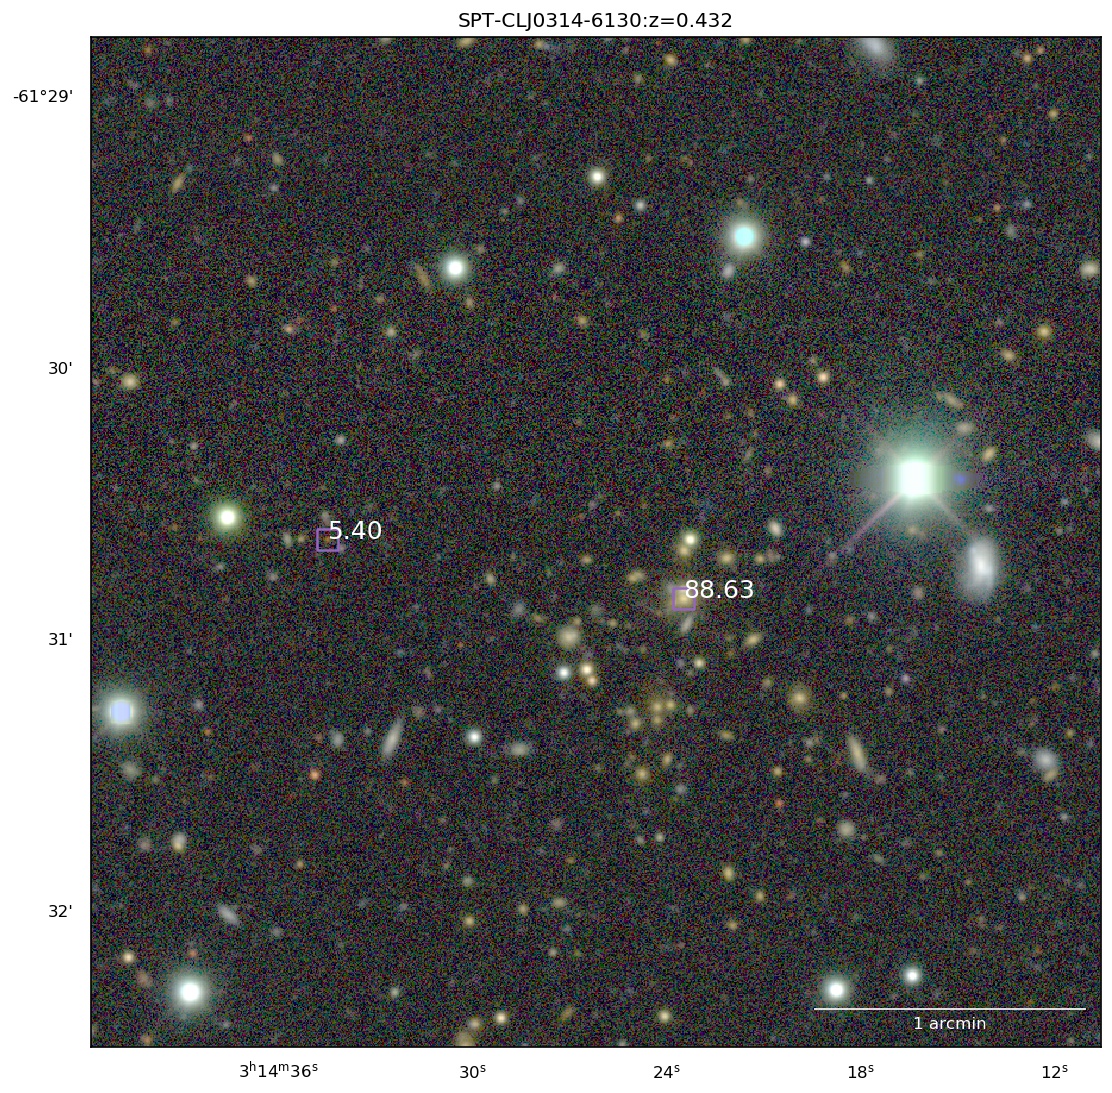 SPT-CLJ0314-6130:z=0.432
-61°29'
30'
5.40
88.63
31'
32'
1 arcmin
3ʰ14ᵐ36ˢ 30ˢ 24ˢ 18ˢ 12ˢ